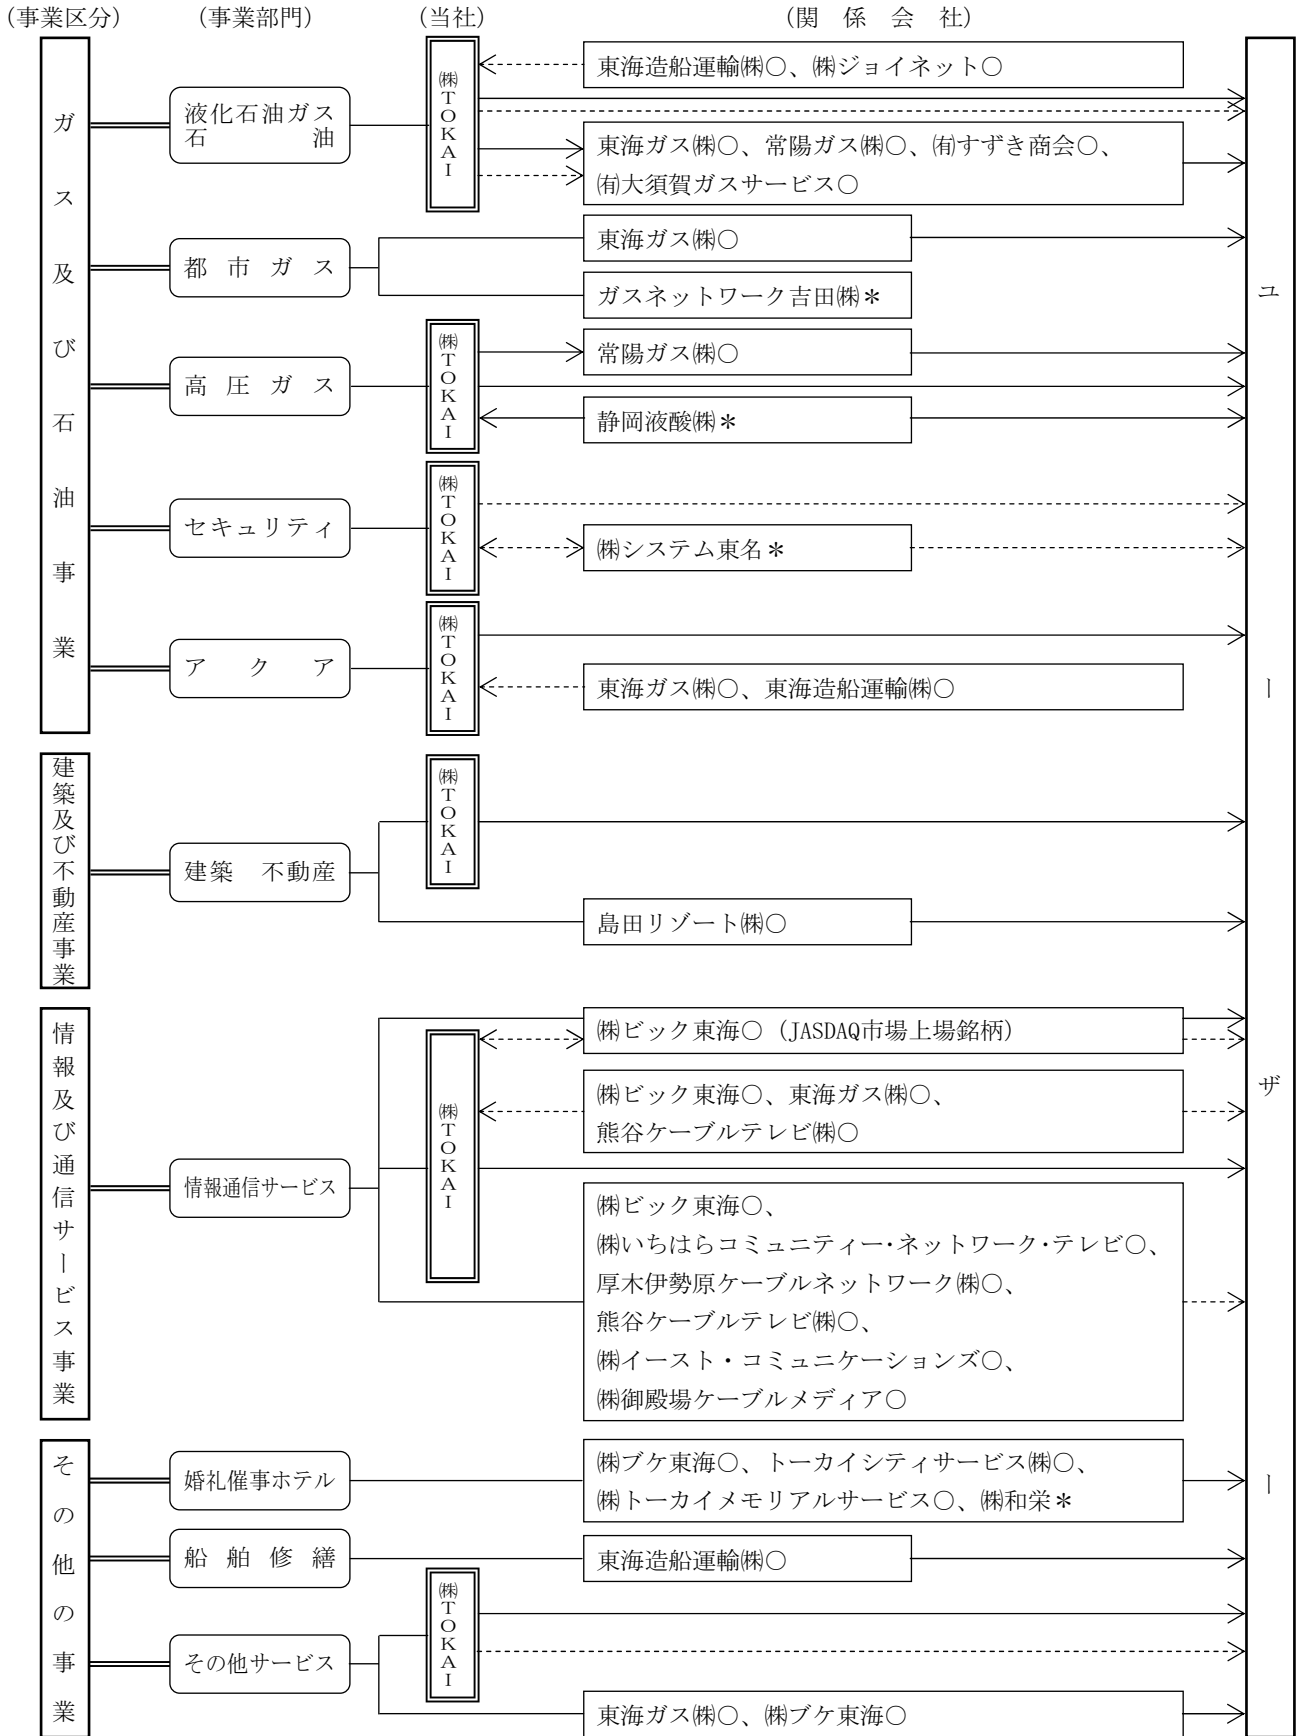 (事業区分) (事業部門) (当社) (関 係 会 社)
ガス及び石油事業
液化石油ガス
石 油
㈱TOKAI
東海造船運輸㈱○、㈱ジョイネット○
東海ガス㈱○、常陽ガス㈱○、㈲すずき商会○、
㈲大須賀ガスサービス○
都 市 ガ ス
東海ガス㈱○
ガスネットワーク吉田㈱＊
高 圧 ガ ス
㈱TOKAI
常陽ガス㈱○
静岡液酸㈱＊
セキュリティ
㈱TOKAI
㈱システム東名＊
ア ク ア
㈱TOKAI
東海ガス㈱○、東海造船運輸㈱○
建築及び不動産事業
建築 不動産
㈱TOKAI
島田リゾート㈱○
情報及び通信サービス事業
情報通信サービス
㈱TOKAI
㈱ビック東海○（JASDAQ市場上場銘柄）
㈱ビック東海○、東海ガス㈱○、
熊谷ケーブルテレビ㈱○
㈱ビック東海○、
㈱いちはらコミュニティー・ネットワーク・テレビ○、
厚木伊勢原ケーブルネットワーク㈱○、
熊谷ケーブルテレビ㈱○、
㈱イースト・コミュニケーションズ○、
㈱御殿場ケーブルメディア○
その他の事業
婚礼催事ホテル
㈱ブケ東海○、トーカイシティサービス㈱○、
㈱トーカイメモリアルサービス○、㈱和栄＊
船 舶 修 繕
東海造船運輸㈱○
その他サービス
㈱TOKAI
東海ガス㈱○、㈱ブケ東海○
ユーザー